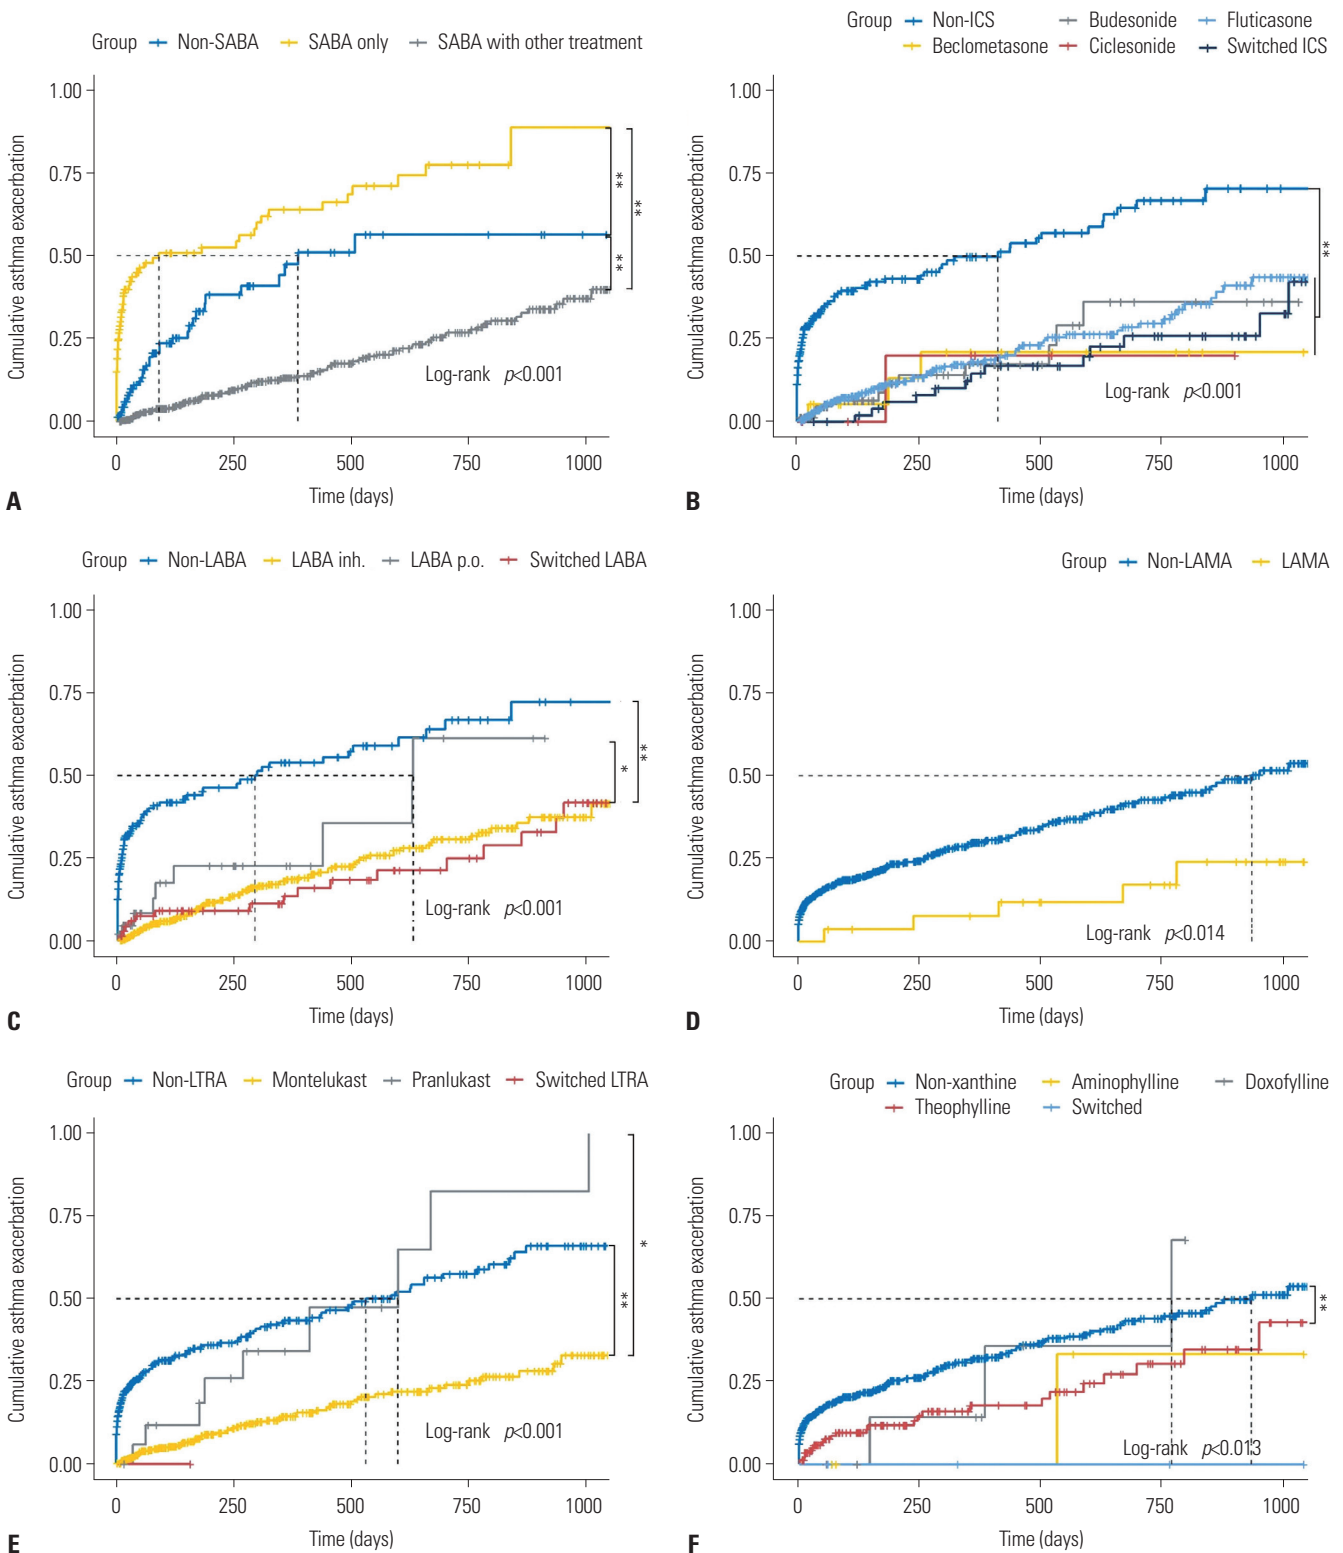 Group Non-SABA SABA only SABA with other treatment
1.00
0.75
0.50
0.25
0.00
Cumulative asthma exacerbation
**
**
**
Log-rank p<0.001
0 250 500 750 1000
Time (days)
A
Group Non-ICS Budesonide Fluticasone
Beclometasone Ciclesonide Switched ICS
1.00
0.75
0.50
0.25
0.00
Cumulative asthma exacerbation
**
Log-rank p<0.001
0 250 500 750 1000
Time (days)
B
Group Non-LABA LABA inh. LABA p.o. Switched LABA
1.00
0.75
0.50
0.25
0.00
Cumulative asthma exacerbation
**
*
Log-rank p<0.001
0 250 500 750 1000
Time (days)
C
Group Non-LAMA LAMA
1.00
0.75
0.50
0.25
0.00
Cumulative asthma exacerbation
Log-rank p<0.014
0 250 500 750 1000
Time (days)
D
Group Non-LTRA Montelukast Pranlukast Switched LTRA
1.00
0.75
0.50
0.25
0.00
Cumulative asthma exacerbation
*
**
Log-rank p<0.001
0 250 500 750 1000
Time (days)
E
Group Non-xanthine Aminophylline Doxofylline
Theophylline Switched
1.00
0.75
0.50
0.25
0.00
Cumulative asthma exacerbation
**
Log-rank p<0.013
0 250 500 750 1000
Time (days)
F